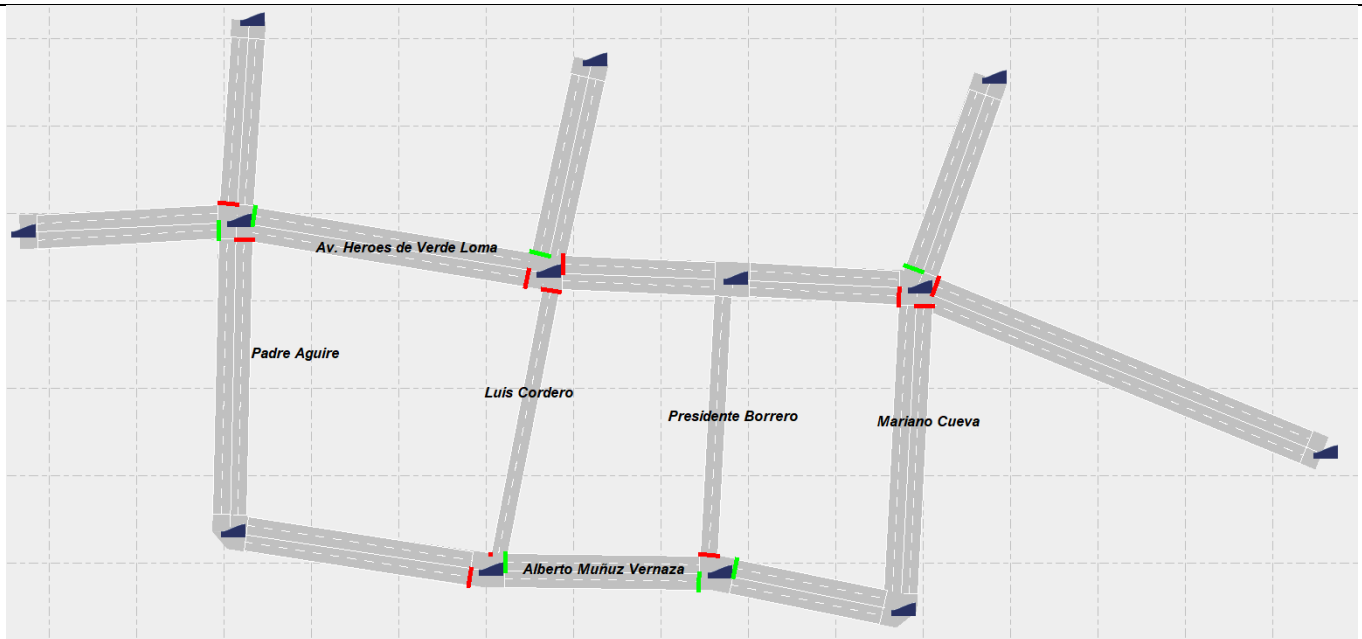 Av. Heroes de Verde Loma
Padre Aguire
Luis Cordero
Presidente Borrero
Mariano Cueva
Alberto Muñuz Vernaza